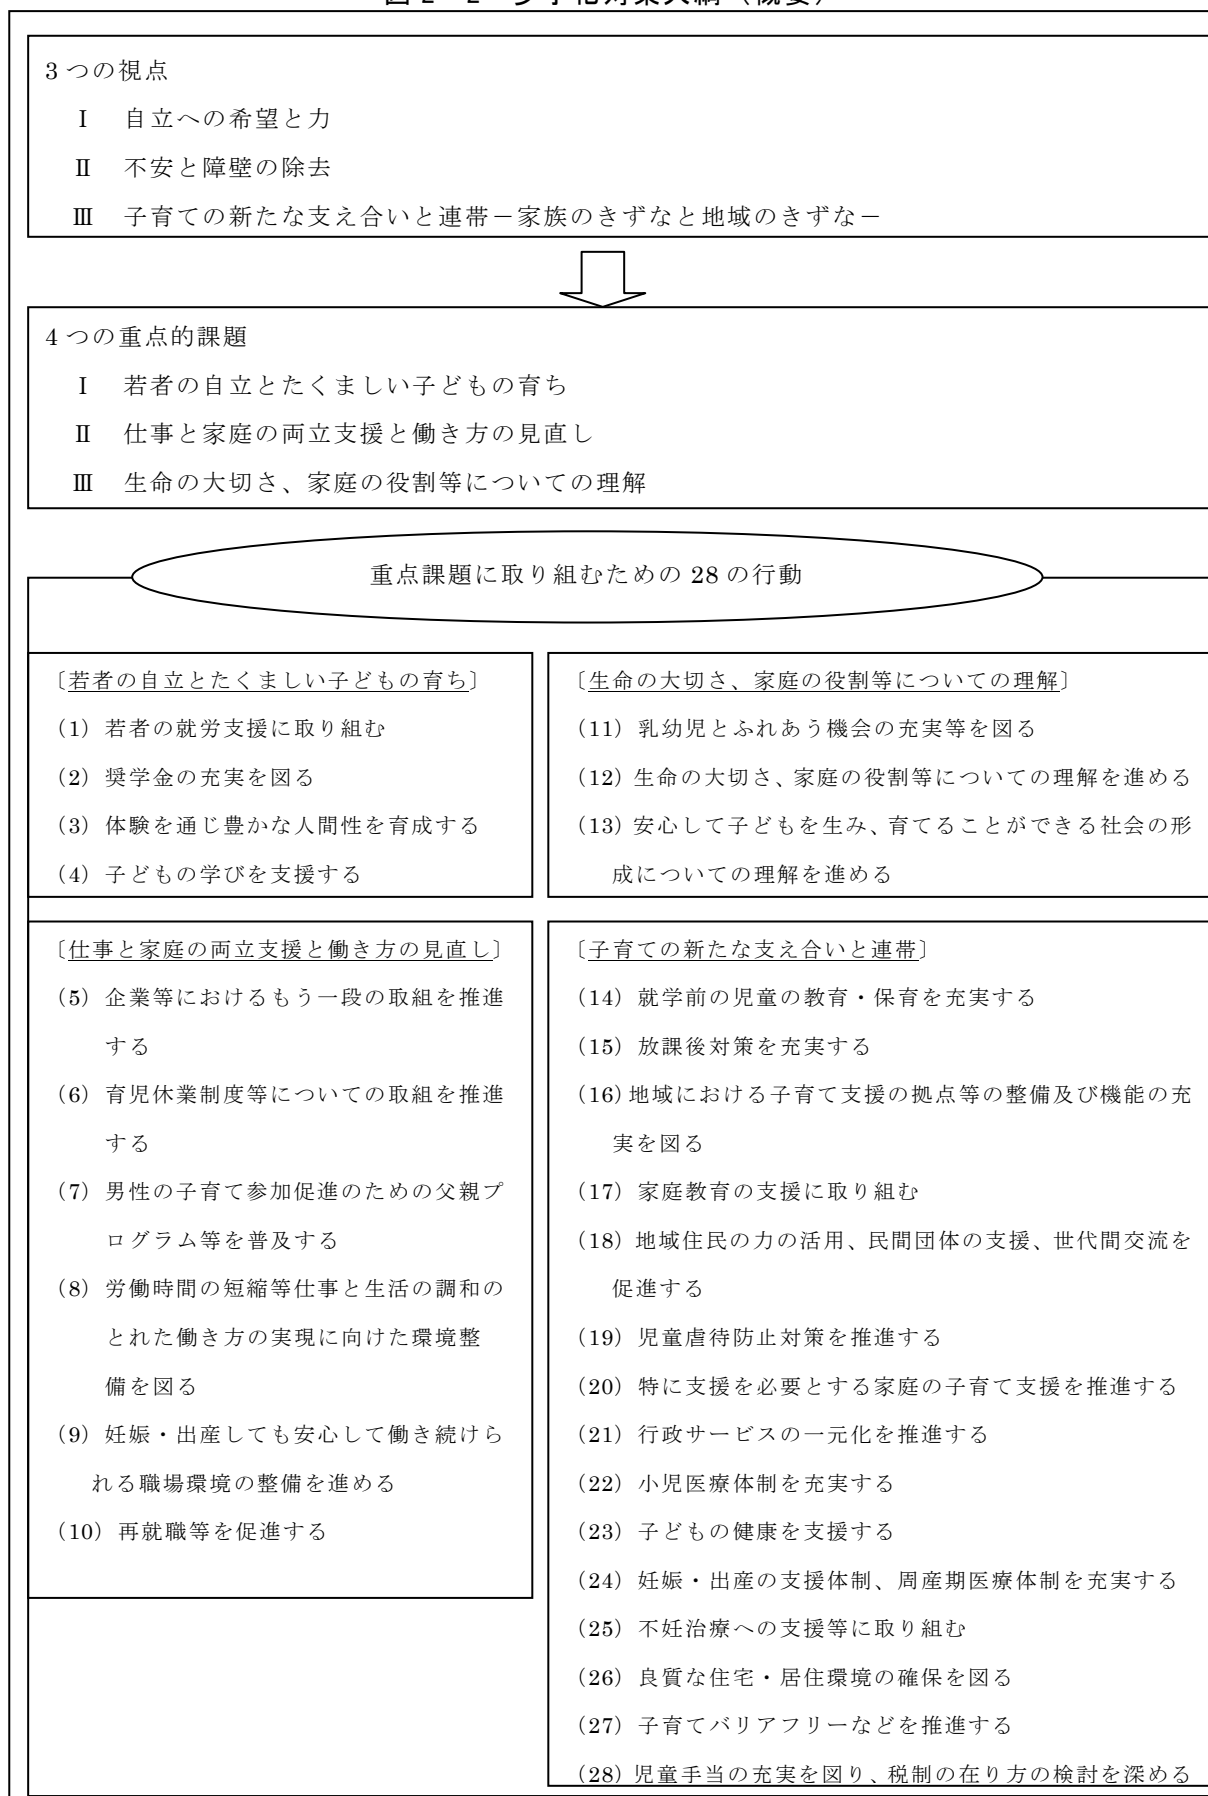 3つの視点
Ⅰ 自立への希望と力
Ⅱ 不安と障壁の除去
Ⅲ 子育ての新たな支え合いと連帯－家族のきずなと地域のきずな－
4つの重点的課題
Ⅰ 若者の自立とたくましい子どもの育ち
Ⅱ 仕事と家庭の両立支援と働き方の見直し
Ⅲ 生命の大切さ、家庭の役割等についての理解
重点課題に取り組むための 28 の行動
〔若者の自立とたくましい子どもの育ち〕
(1) 若者の就労支援に取り組む
(2) 奨学金の充実を図る
(3) 体験を通じ豊かな人間性を育成する
(4) 子どもの学びを支援する
〔生命の大切さ、家庭の役割等についての理解〕
(11) 乳幼児とふれあう機会の充実等を図る
(12) 生命の大切さ、家庭の役割等についての理解を進める
(13) 安心して子どもを生み、育てることができる社会の形
成についての理解を進める
〔仕事と家庭の両立支援と働き方の見直し〕
(5) 企業等におけるもう一段の取組を推進
する
(6) 育児休業制度等についての取組を推進
する
(7) 男性の子育て参加促進のための父親プ
ログラム等を普及する
(8) 労働時間の短縮等仕事と生活の調和の
とれた働き方の実現に向けた環境整
備を図る
(9) 妊娠・出産しても安心して働き続けら
れる職場環境の整備を進める
(10) 再就職等を促進する
〔子育ての新たな支え合いと連帯〕
(14) 就学前の児童の教育・保育を充実する
(15) 放課後対策を充実する
(16) 地域における子育て支援の拠点等の整備及び機能の充
実を図る
(17) 家庭教育の支援に取り組む
(18) 地域住民の力の活用、民間団体の支援、世代間交流を
促進する
(19) 児童虐待防止対策を推進する
(20) 特に支援を必要とする家庭の子育て支援を推進する
(21) 行政サービスの一元化を推進する
(22) 小児医療体制を充実する
(23) 子どもの健康を支援する
(24) 妊娠・出産の支援体制、周産期医療体制を充実する
(25) 不妊治療への支援等に取り組む
(26) 良質な住宅・居住環境の確保を図る
(27) 子育てバリアフリーなどを推進する
(28) 児童手当の充実を図り、税制の在り方の検討を深める